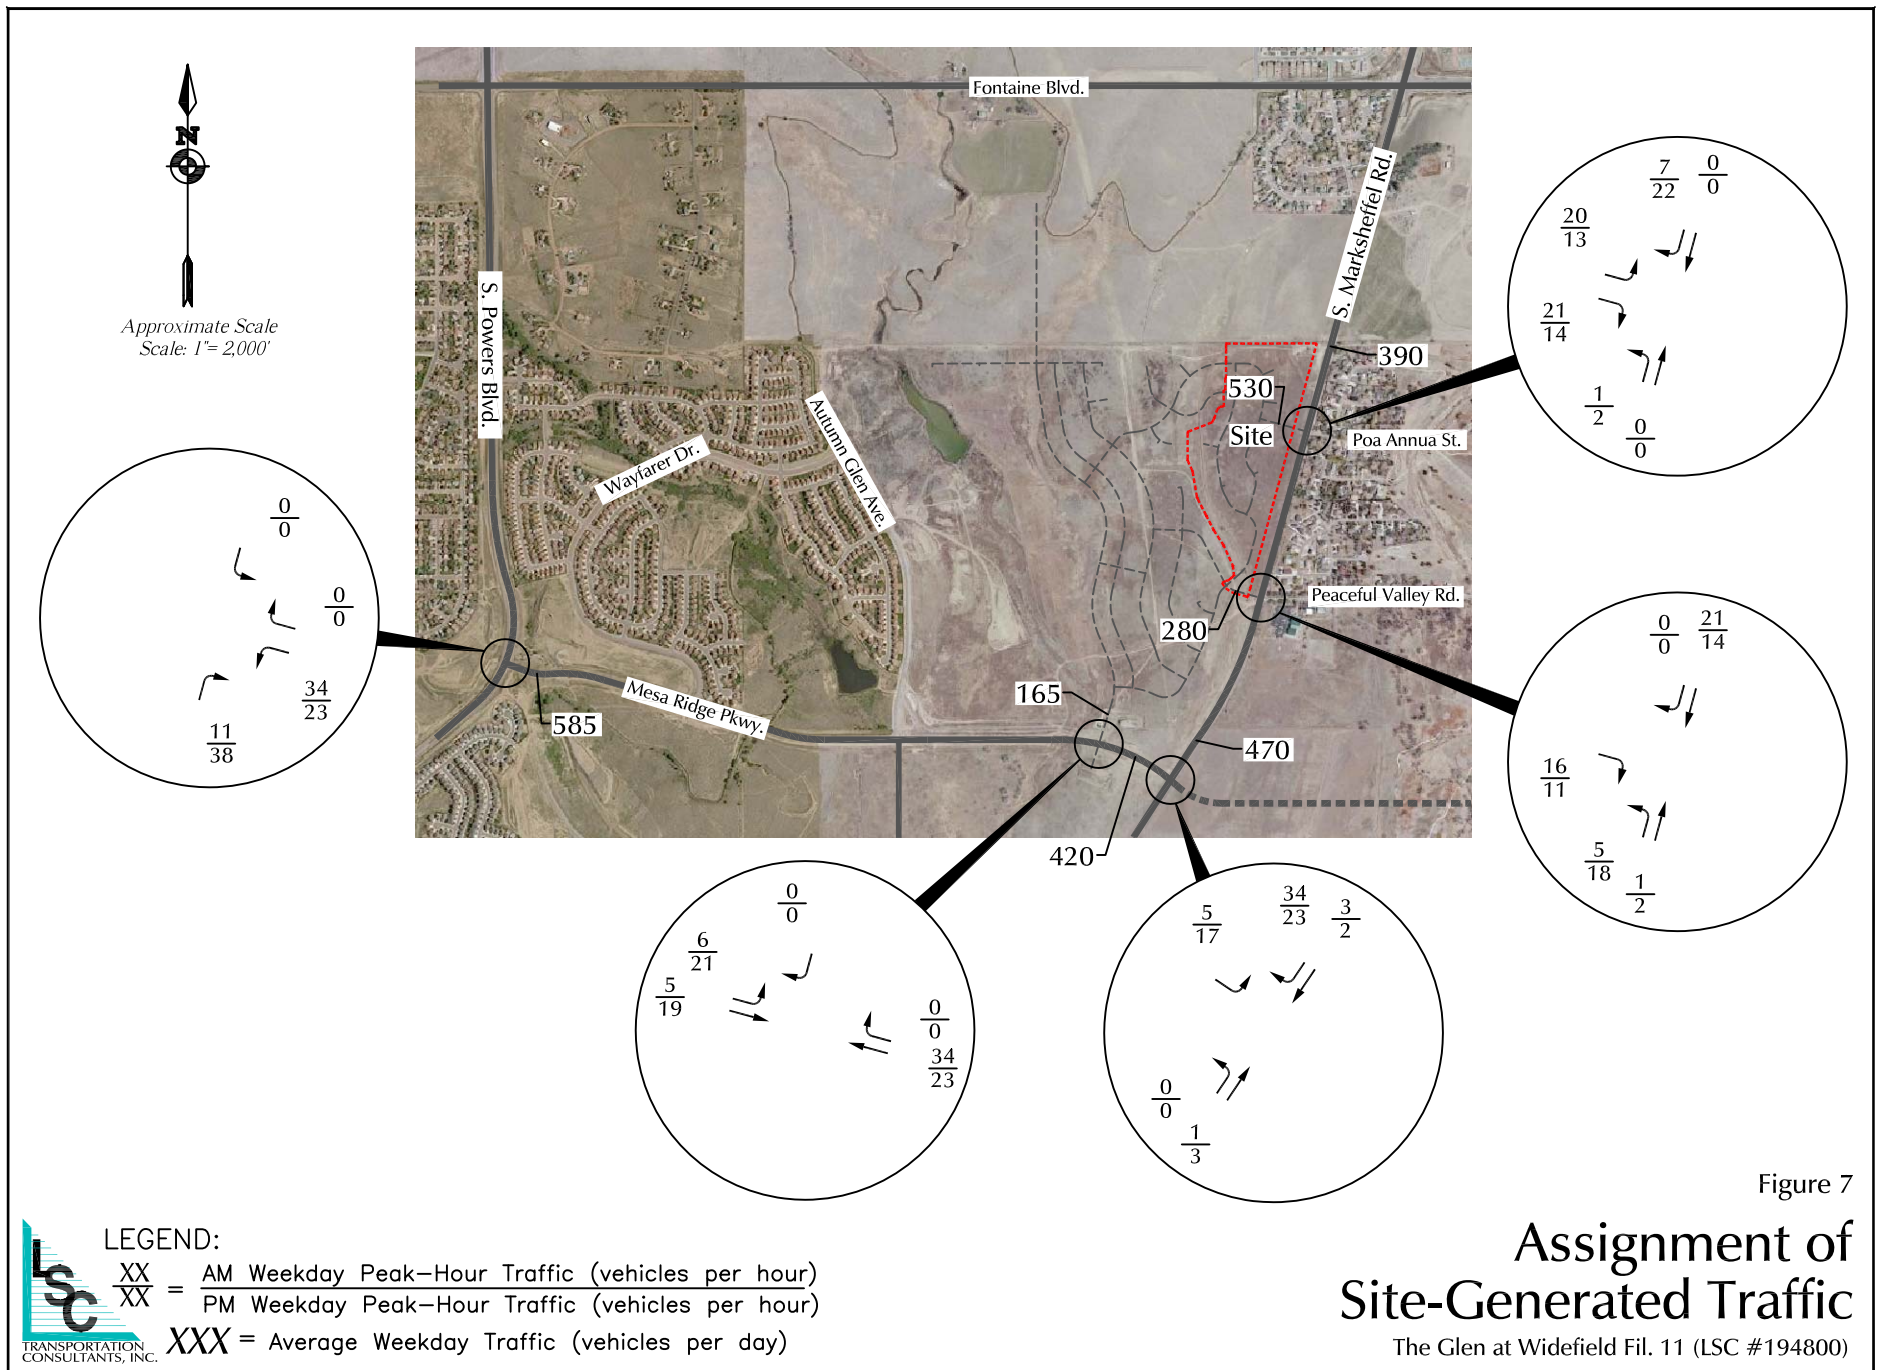 N
Approximate Scale
Scale: 1"= 2,000'
Fontaine Blvd.
S. Powers Blvd.
S. Marksheffel Rd.
Autumn Glen Ave.
Wayfarer Dr.
Mesa Ridge Pkwy.
Site
Poa Annua St.
Peaceful Valley Rd.
390
530
280
165
470
420
585
7
22
0
0
20
13
21
14
1
2
0
0
0
0
21
14
16
11
5
18
1
2
0
0
0
0
34
23
11
38
0
0
6
21
5
19
0
0
34
23
5
17
34
23
3
2
0
0
1
3
Figure 7
Assignment of
Site-Generated Traffic
The Glen at Widefield Fil. 11 (LSC #194800)
LEGEND:
XX
XX
=
AM Weekday Peak-Hour Traffic (vehicles per hour)
PM Weekday Peak-Hour Traffic (vehicles per hour)
XXX = Average Weekday Traffic (vehicles per day)
LSC
TRANSPORTATION
CONSULTANTS, INC.